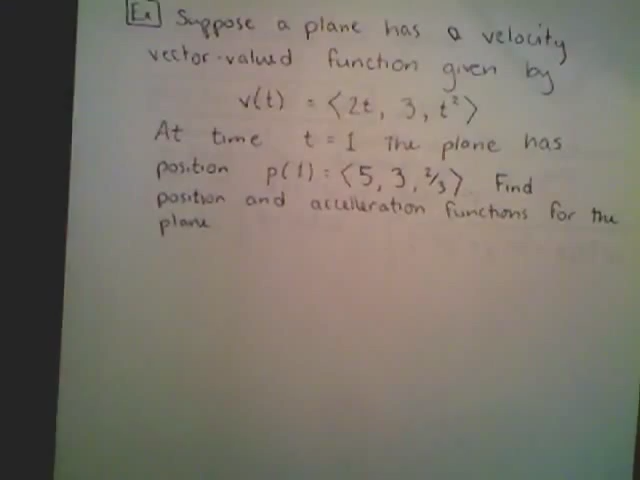 Ex Suppose a plane has a velocity
vector-valued function given by
v(t) = ⟨2t, 3, t²⟩
At time t = 1 the plane has
position p(1) = ⟨5, 3, 2/3⟩ Find
position and accelleration functions for the
plane